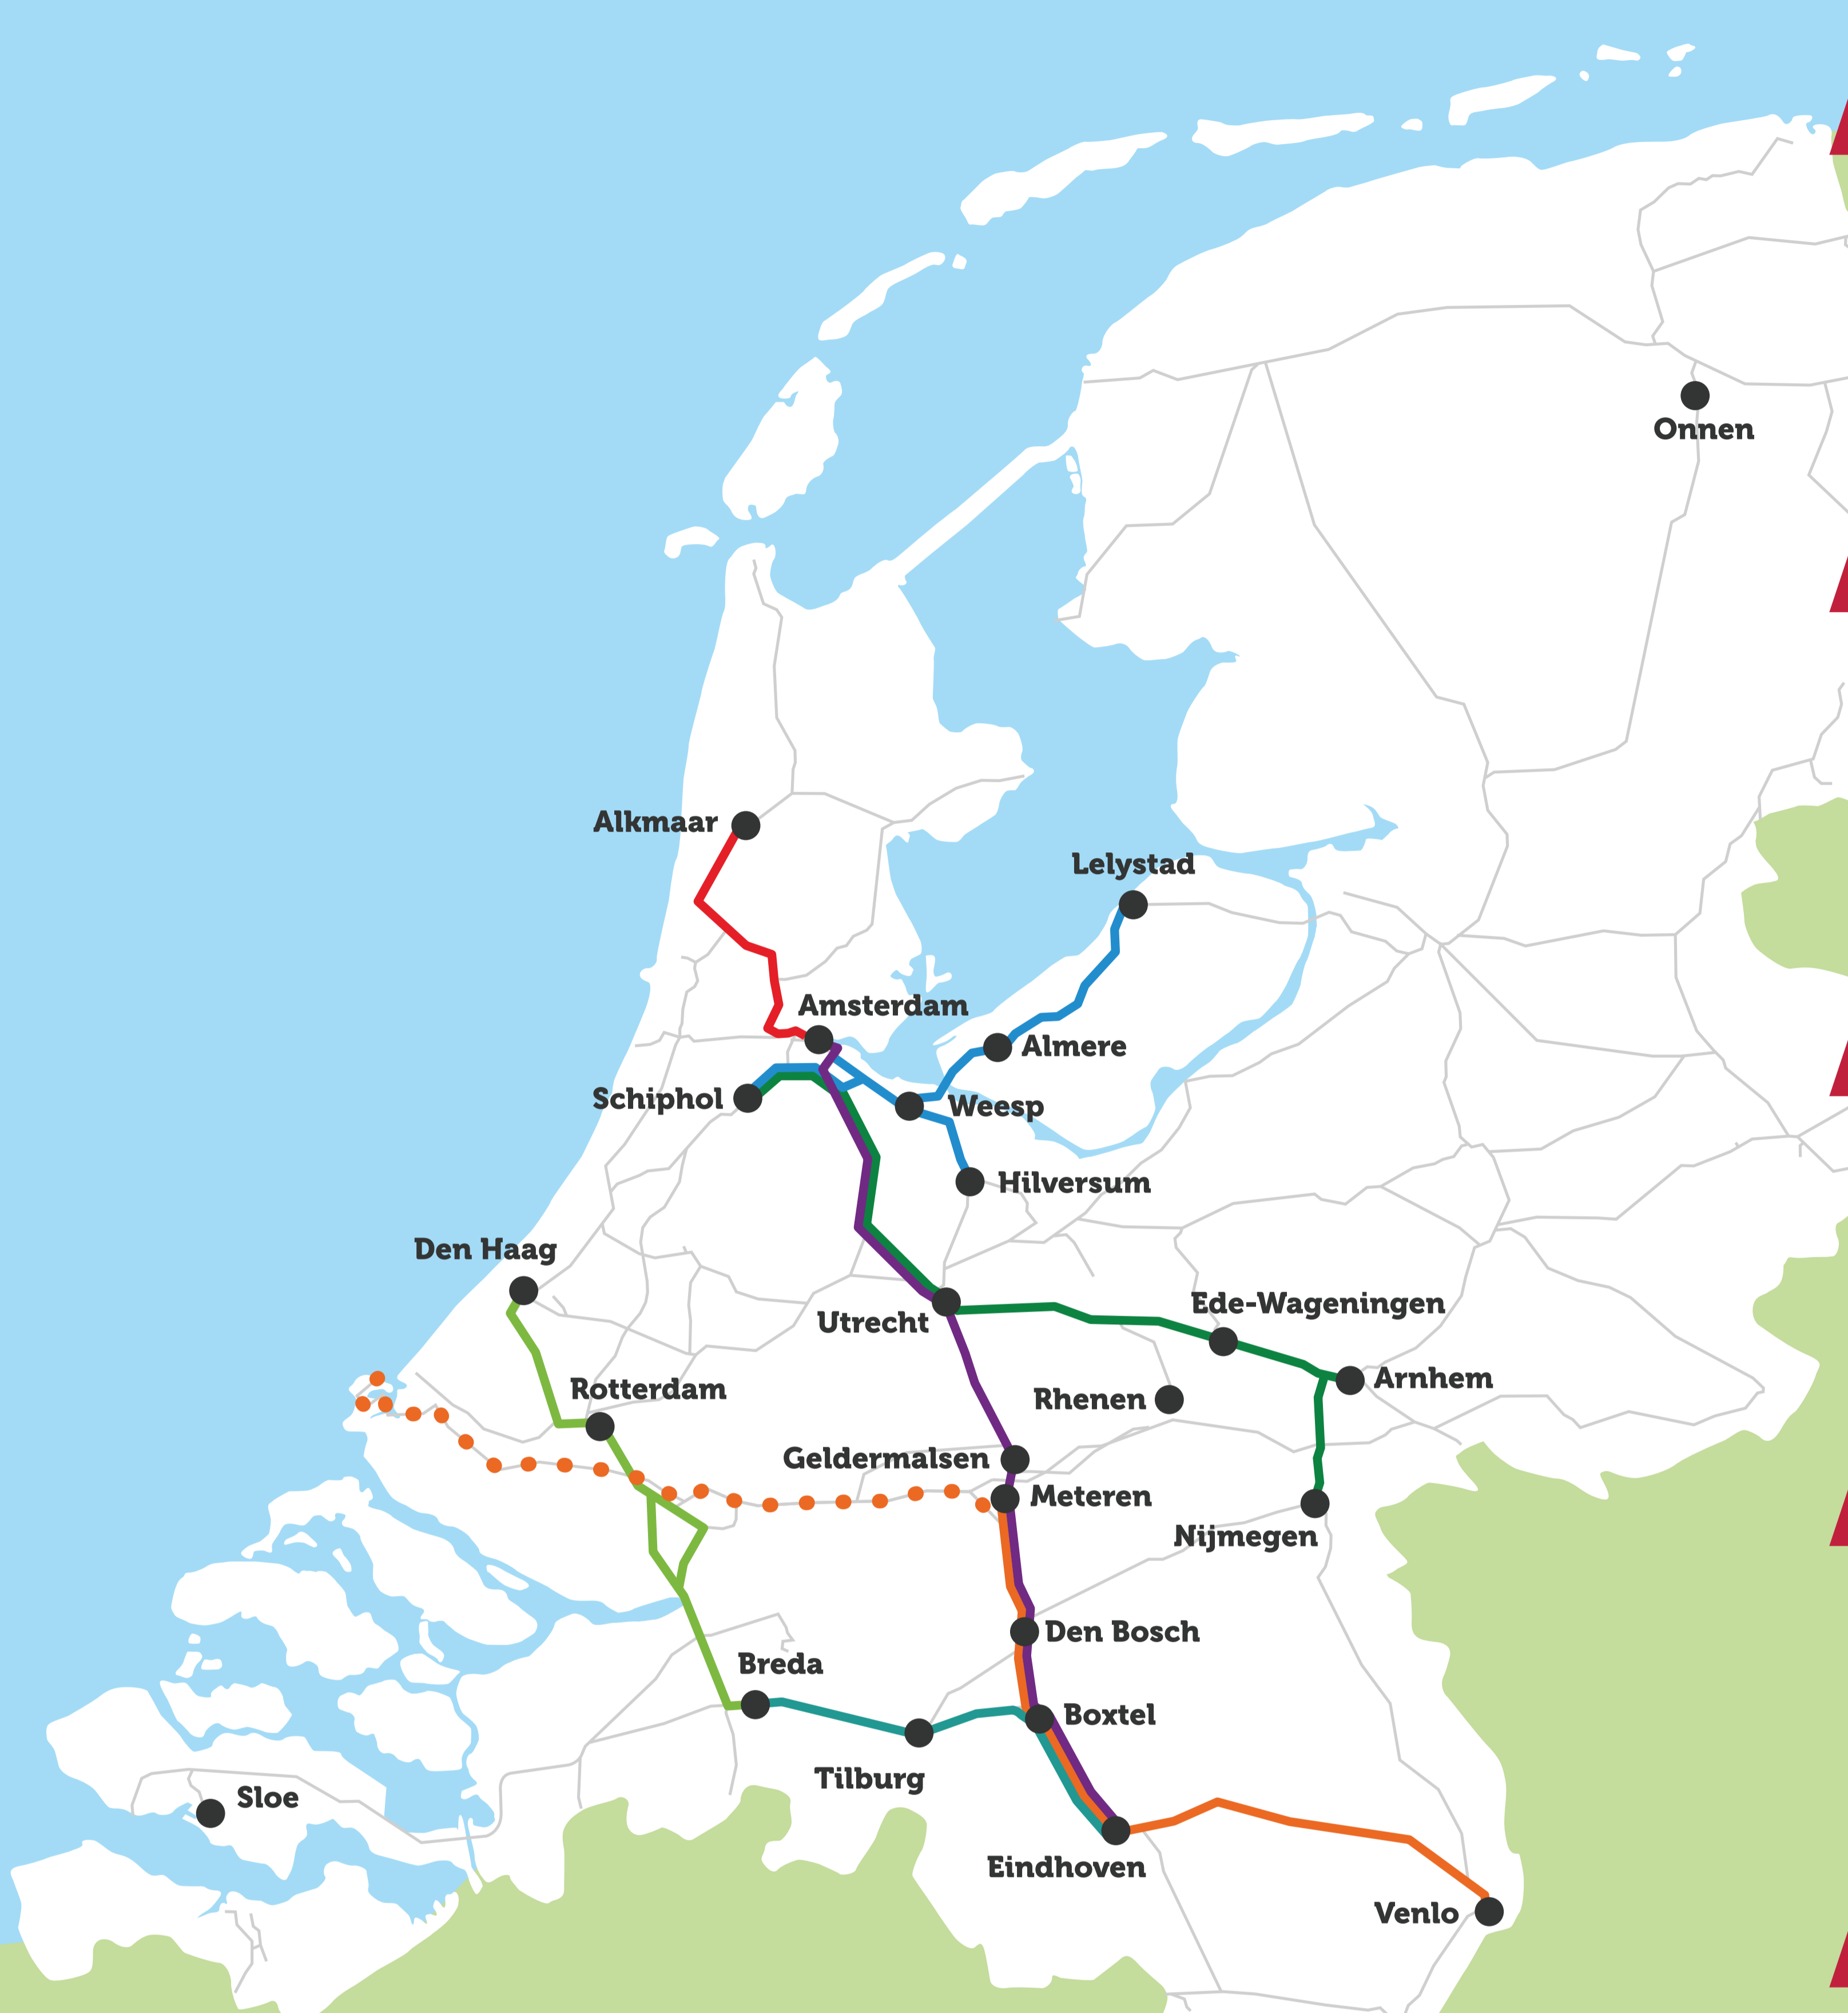 Onnen
Alkmaar
Lelystad
Amsterdam
Almere
Schiphol
Weesp
Hilversum
Den Haag
Utrecht
Ede-Wageningen
Rotterdam
Arnhem
Rhenen
Geldermalsen
Meteren
Nijmegen
Den Bosch
Breda
Boxtel
Tilburg
Sloe
Eindhoven
Venlo